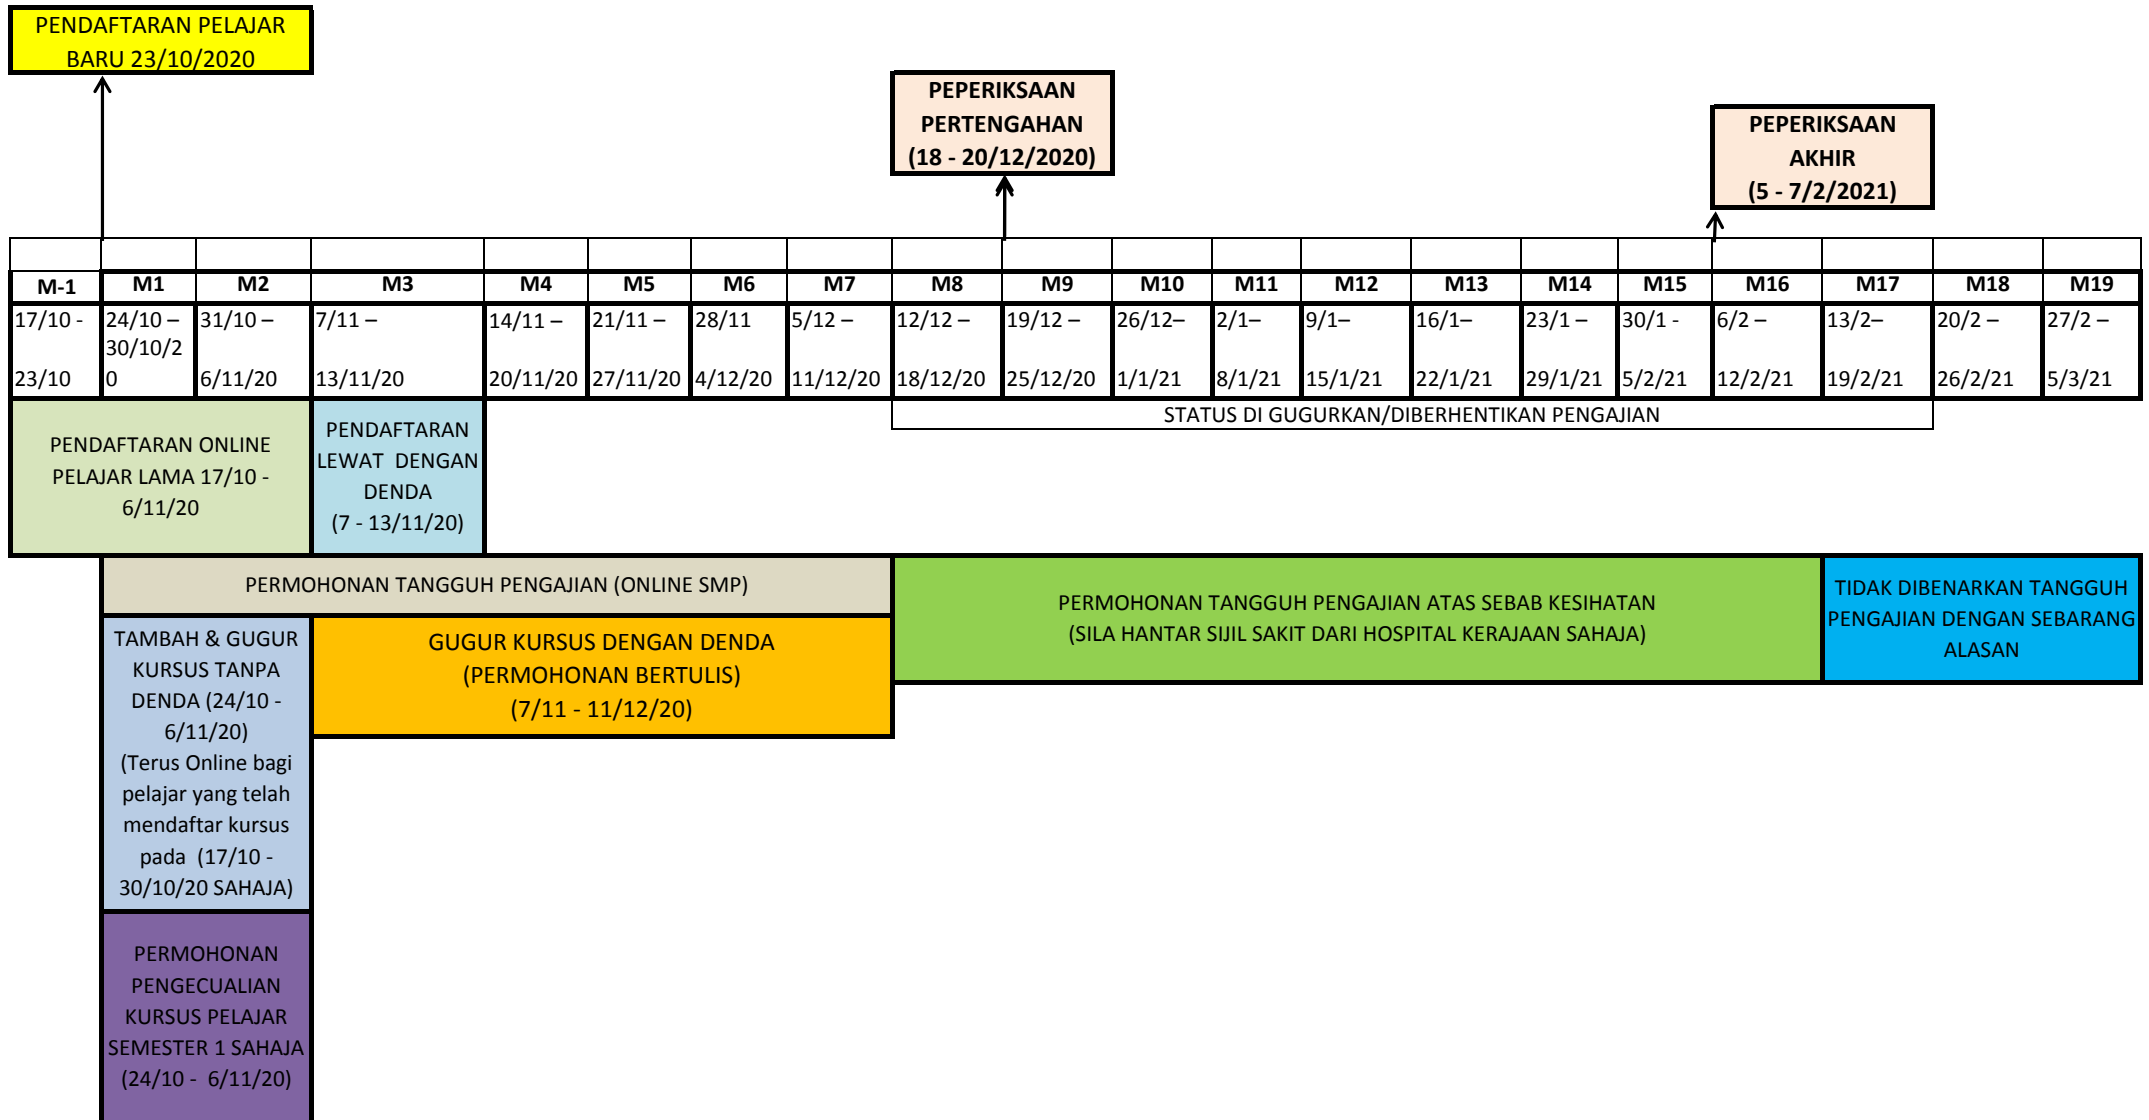 PENDAFTARAN PELAJAR
BARU 23/10/2020
PEPERIKSAAN
PERTENGAHAN
(18 - 20/12/2020)
PEPERIKSAAN
AKHIR
(5 - 7/2/2021)
M-1 M1 M2 M3 M4 M5 M6 M7 M8 M9 M10 M11 M12 M13 M14 M15 M16 M17 M18 M19
17/10 - 24/10 – 31/10 – 7/11 – 14/11 – 21/11 – 28/11 5/12 – 12/12 – 19/12 – 26/12– 2/1– 9/1– 16/1– 23/1 – 30/1 - 6/2 – 13/2– 20/2 – 27/2 –
30/10/2
23/10 0 6/11/20 13/11/20 20/11/20 27/11/20 4/12/20 11/12/20 18/12/20 25/12/20 1/1/21 8/1/21 15/1/21 22/1/21 29/1/21 5/2/21 12/2/21 19/2/21 26/2/21 5/3/21
STATUS DI GUGURKAN/DIBERHENTIKAN PENGAJIAN
PENDAFTARAN ONLINE
PELAJAR LAMA 17/10 -
6/11/20
PENDAFTARAN
LEWAT DENGAN
DENDA
(7 - 13/11/20)
PERMOHONAN TANGGUH PENGAJIAN (ONLINE SMP)
PERMOHONAN TANGGUH PENGAJIAN ATAS SEBAB KESIHATAN
(SILA HANTAR SIJIL SAKIT DARI HOSPITAL KERAJAAN SAHAJA)
TIDAK DIBENARKAN TANGGUH
PENGAJIAN DENGAN SEBARANG
ALASAN
TAMBAH & GUGUR
KURSUS TANPA
DENDA (24/10 -
6/11/20)
(Terus Online bagi
pelajar yang telah
mendaftar kursus
pada (17/10 -
30/10/20 SAHAJA)
GUGUR KURSUS DENGAN DENDA
(PERMOHONAN BERTULIS)
(7/11 - 11/12/20)
PERMOHONAN
PENGECUALIAN
KURSUS PELAJAR
SEMESTER 1 SAHAJA
(24/10 - 6/11/20)